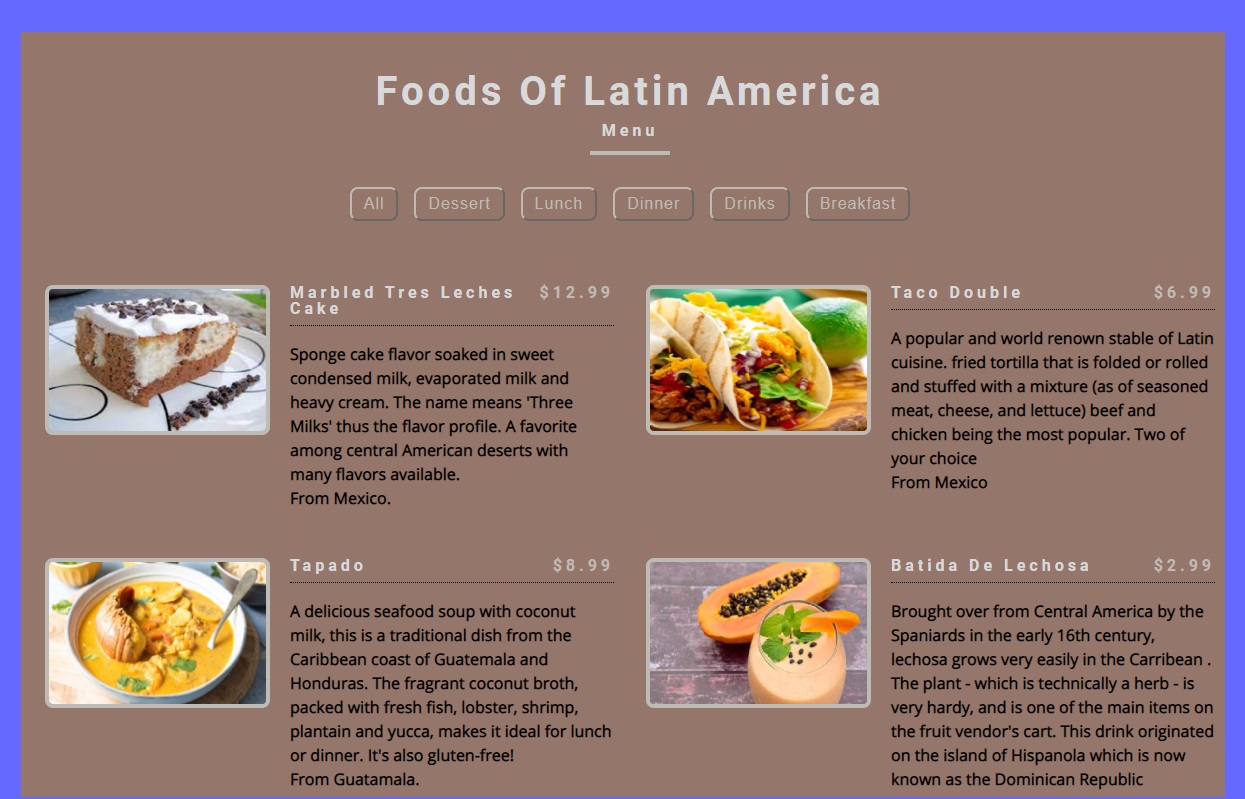 Foods Of Latin America
Menu
All Dessert Lunch Dinner Drinks Breakfast
Marbled Tres Leches $12.99
Cake
Sponge cake flavor soaked in sweet
condensed milk, evaporated milk and
heavy cream. The name means 'Three
Milks' thus the flavor profile. A favorite
among central American deserts with
many flavors available.
From Mexico.
Taco Double $6.99
A popular and world renown stable of Latin
cuisine. fried tortilla that is folded or rolled
and stuffed with a mixture (as of seasoned
meat, cheese, and lettuce) beef and
chicken being the most popular. Two of
your choice
From Mexico
Tapado $8.99
A delicious seafood soup with coconut
milk, this is a traditional dish from the
Caribbean coast of Guatemala and
Honduras. The fragrant coconut broth,
packed with fresh fish, lobster, shrimp,
plantain and yucca, makes it ideal for lunch
or dinner. It's also gluten-free!
From Guatamala.
Batida De Lechosa $2.99
Brought over from Central America by the
Spaniards in the early 16th century,
lechosa grows very easily in the Carribean .
The plant - which is technically a herb - is
very hardy, and is one of the main items on
the fruit vendor's cart. This drink originated
on the island of Hispanola which is now
known as the Dominican Republic